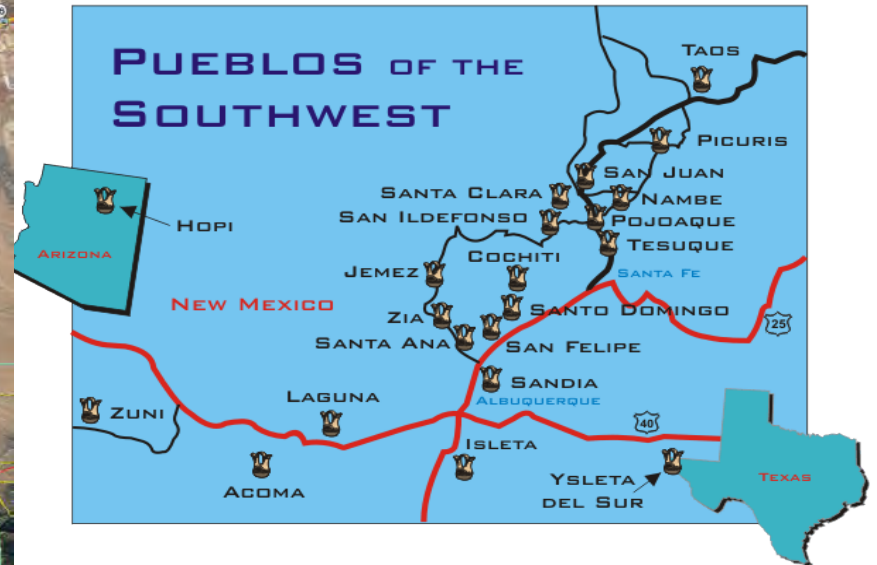 Pueblos of the
Southwest
Taos
Picuris
San Juan
Santa Clara
Nambe
San Ildefonso
Pojoaque
Hopi
Tesuque
Arizona
Cochiti
Jemez
Santa Fe
New Mexico
Zia
Santo Domingo
25
Santa Ana
San Felipe
Sandia
Laguna
Albuquerque
Zuni
40
Isleta
Acoma
Ysleta
del Sur
Texas